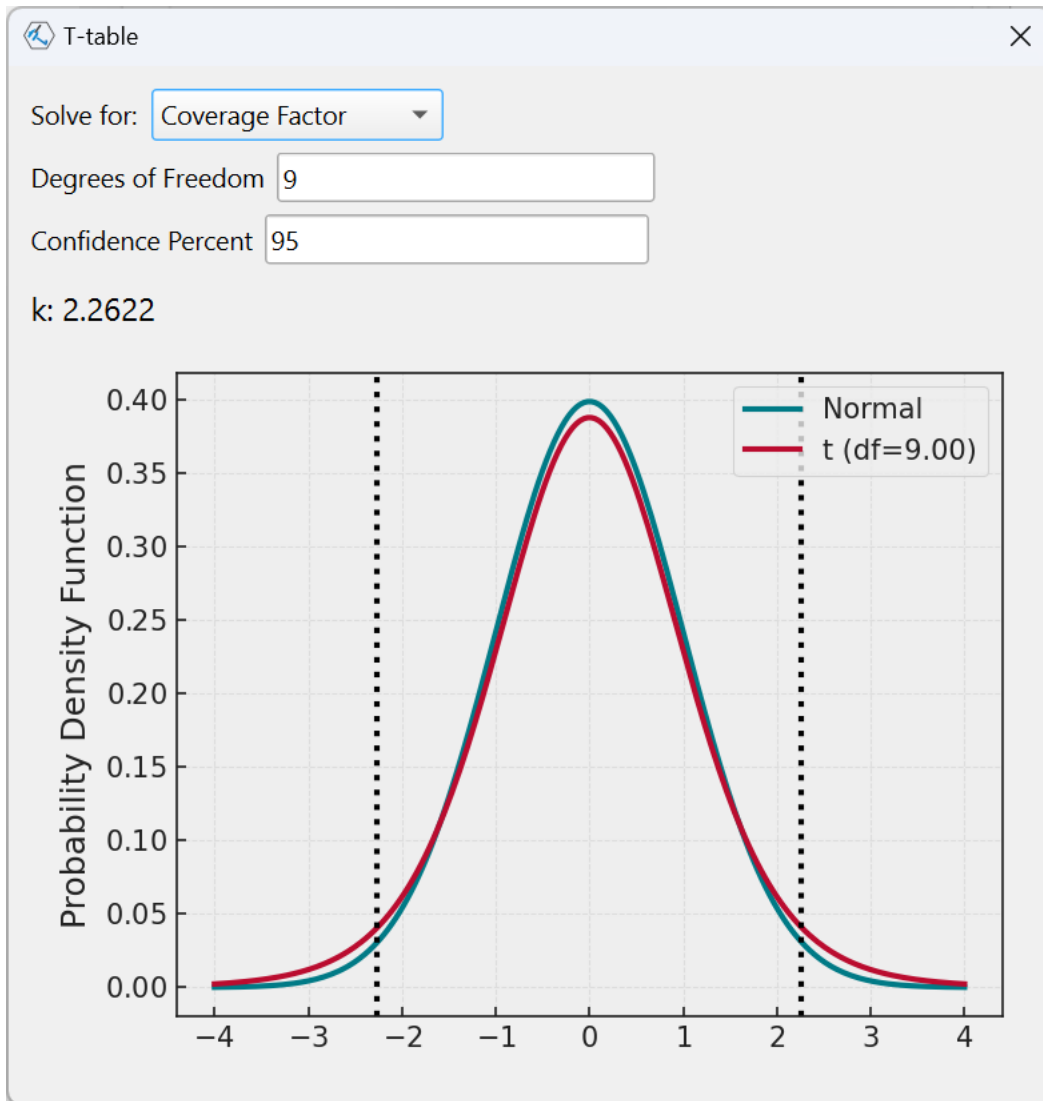 T-table
Solve for: Coverage Factor
Degrees of Freedom 9
Confidence Percent 95
k: 2.2622
Normal
t (df=9.00)
Probability Density Function
0.40
0.35
0.30
0.25
0.20
0.15
0.10
0.05
0.00
−4 −3 −2 −1 0 1 2 3 4